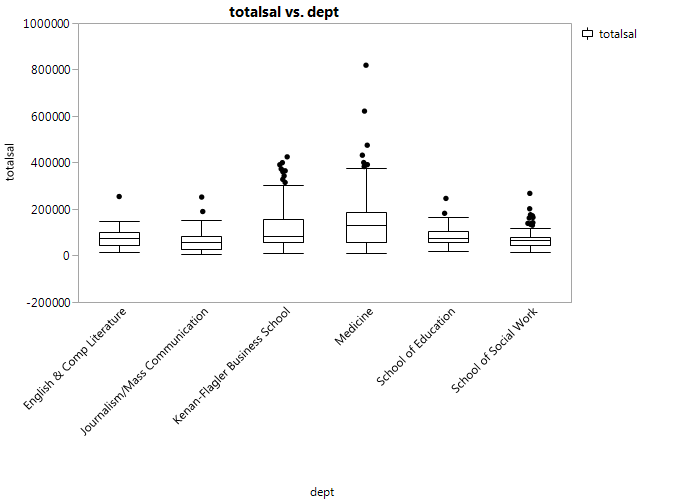 totalsal vs. dept
1000000
800000
600000
400000
200000
0
-200000
totalsal
totalsal
English & Comp Literature
Journalism/Mass Communication
Kenan-Flagler Business School
Medicine
School of Education
School of Social Work
dept